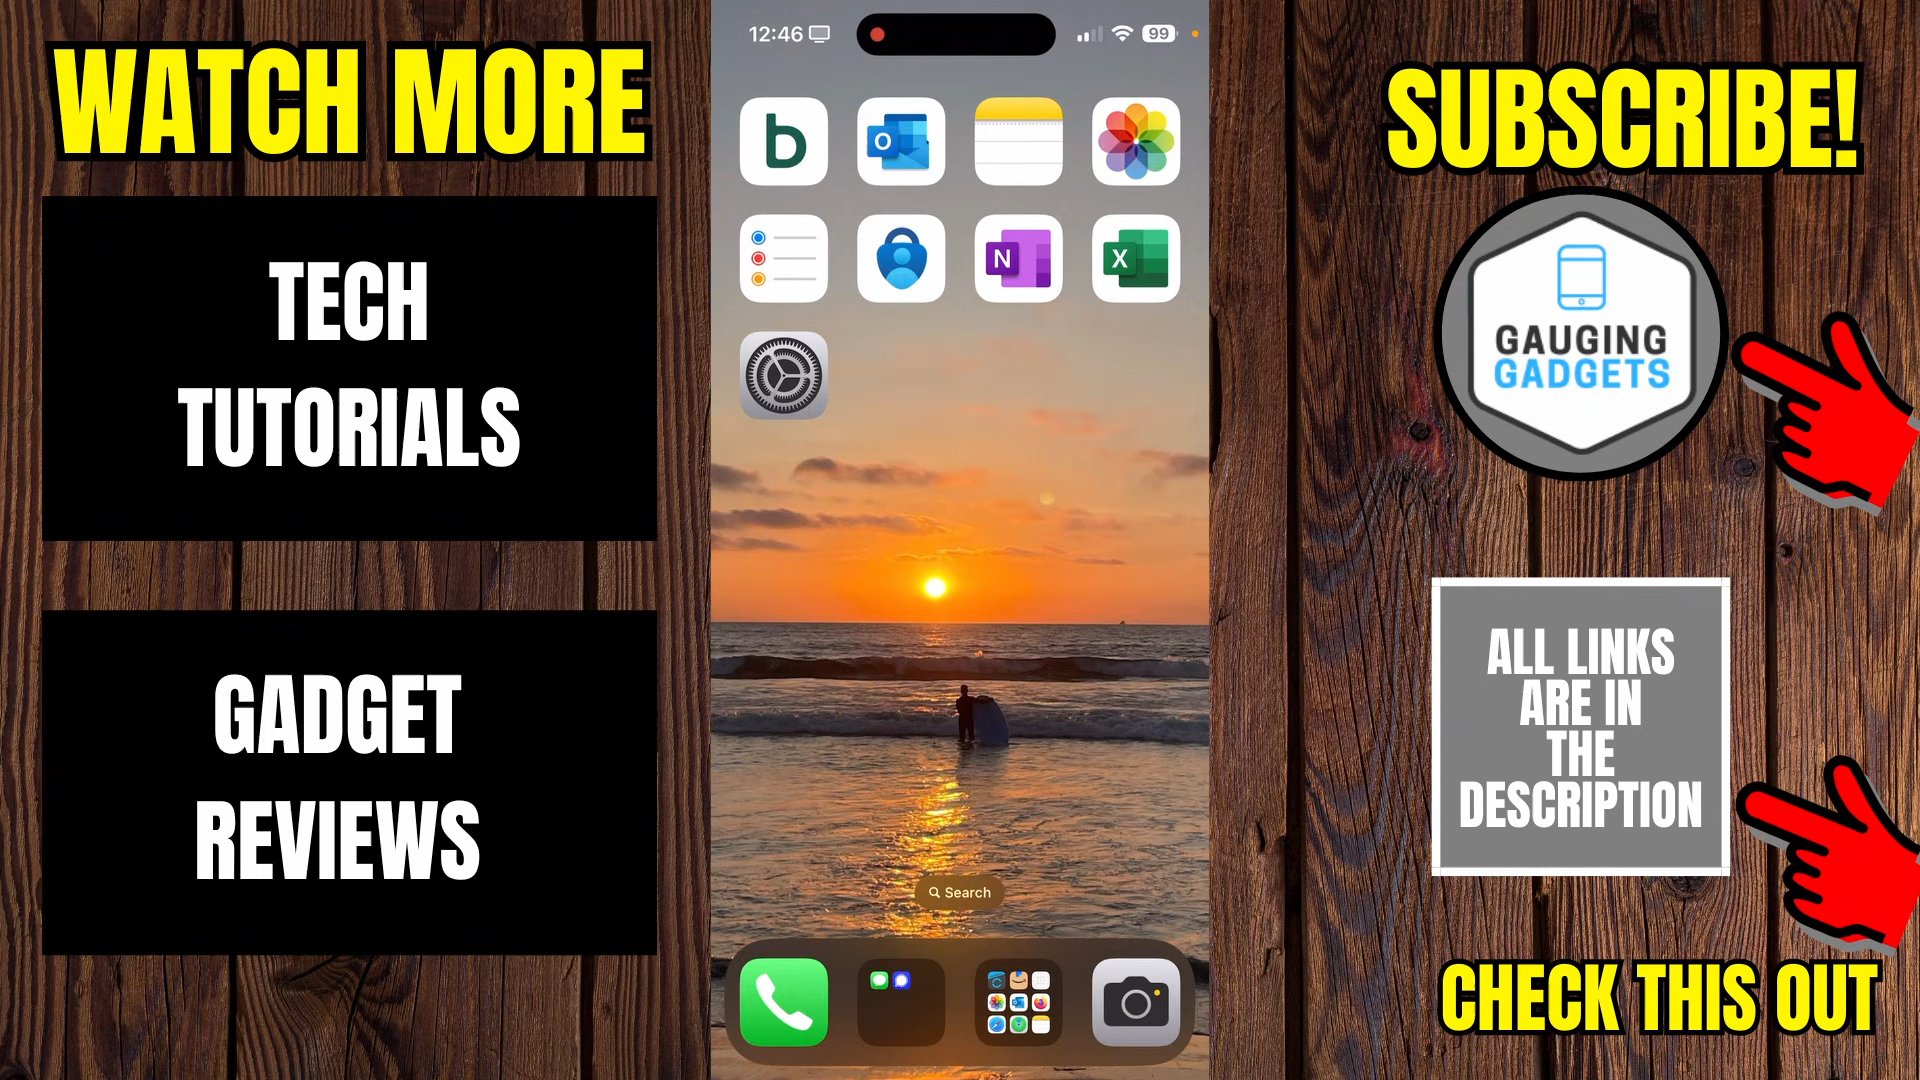 WATCH MORE
TECH
TUTORIALS
GADGET
REVIEWS
12:46
99
b
O
N
X
Search
SUBSCRIBE!
GAUGING
GADGETS
ALL LINKS
ARE IN
THE
DESCRIPTION
CHECK THIS OUT